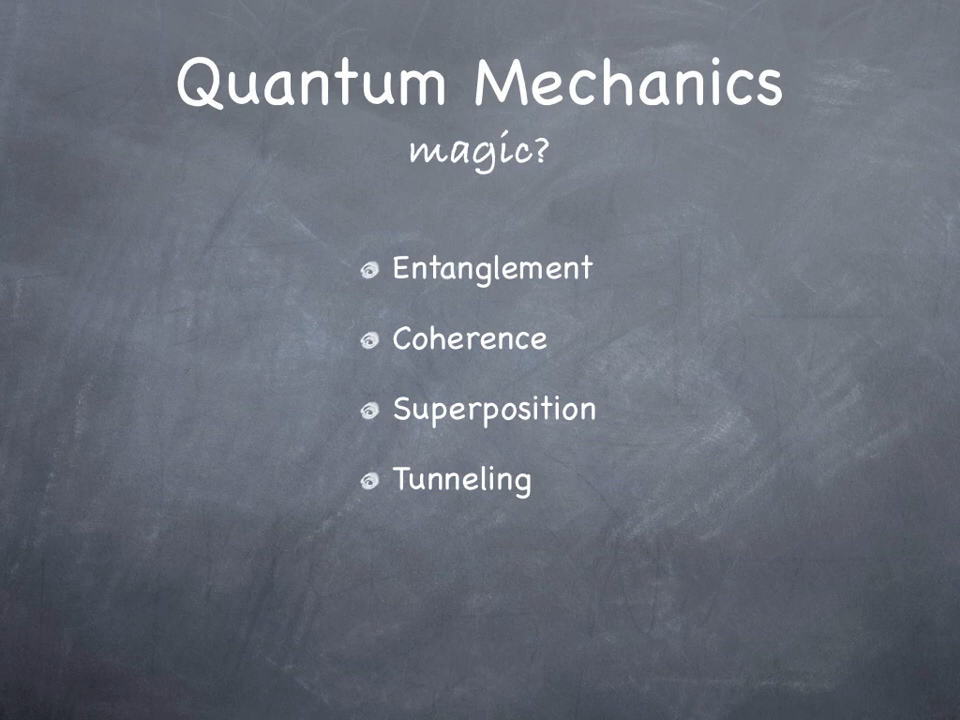 Quantum Mechanics
magic?
Entanglement
Coherence
Superposition
Tunneling